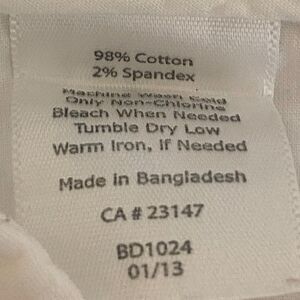 98% Cotton
2% Spandex
Machine Wash Cold
Only Non-Chlorine
Bleach When Needed
Tumble Dry Low
Warm Iron, if Needed
Made in Bangladesh
CA # 23147
BD1024
01/13